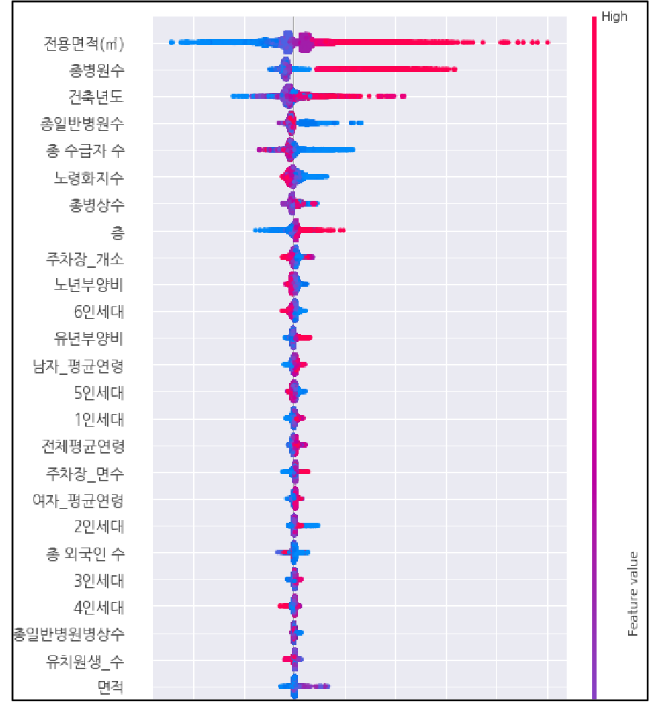 High
전용면적(㎡)
총병원수
건축년도
총일반병원수
총 수급자 수
노령화지수
총병상수
층
주차장_개소
노년부양비
6인세대
유년부양비
남자_평균연령
5인세대
1인세대
전체평균연령
주차장_면수
여자_평균연령
2인세대
총 외국인 수
3인세대
4인세대
총일반병원병상수
유치원생_수
면적
Feature value